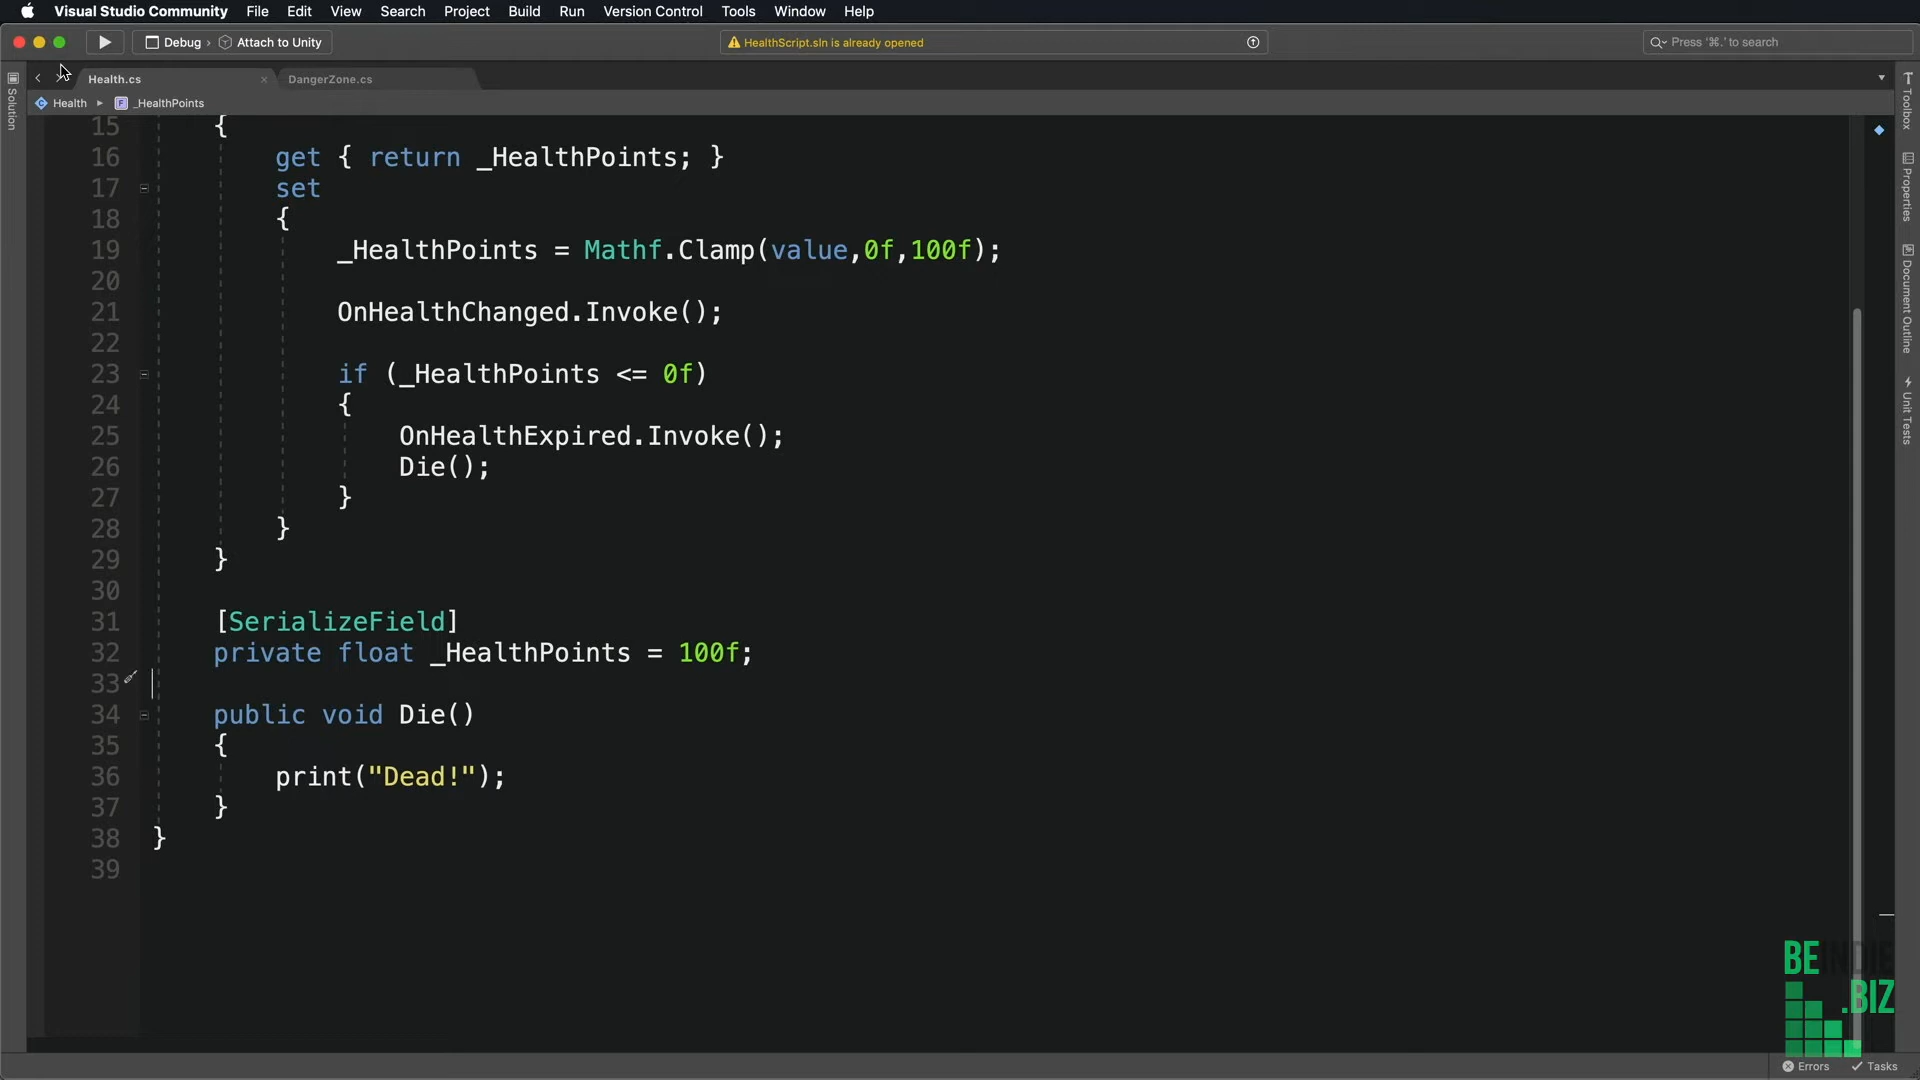 Visual Studio Community File Edit View Search Project Build Run Version Control Tools Window Help
Debug › Attach to Unity
HealthScript.sln is already opened
Press '⌘.' to search
Solution
Health.cs
DangerZone.cs
Health ▸ _HealthPoints
15 {
16 get { return _HealthPoints; }
17 set
18 {
19 _HealthPoints = Mathf.Clamp(value,0f,100f);
20
21 OnHealthChanged.Invoke();
22
23 if (_HealthPoints <= 0f)
24 {
25 OnHealthExpired.Invoke();
26 Die();
27 }
28 }
29 }
30
31 [SerializeField]
32 private float _HealthPoints = 100f;
33
34 public void Die()
35 {
36 print("Dead!");
37 }
38 }
39
Toolbox
Properties
Document Outline
Unit Tests
BEINDIE
.BIZ
Errors
Tasks